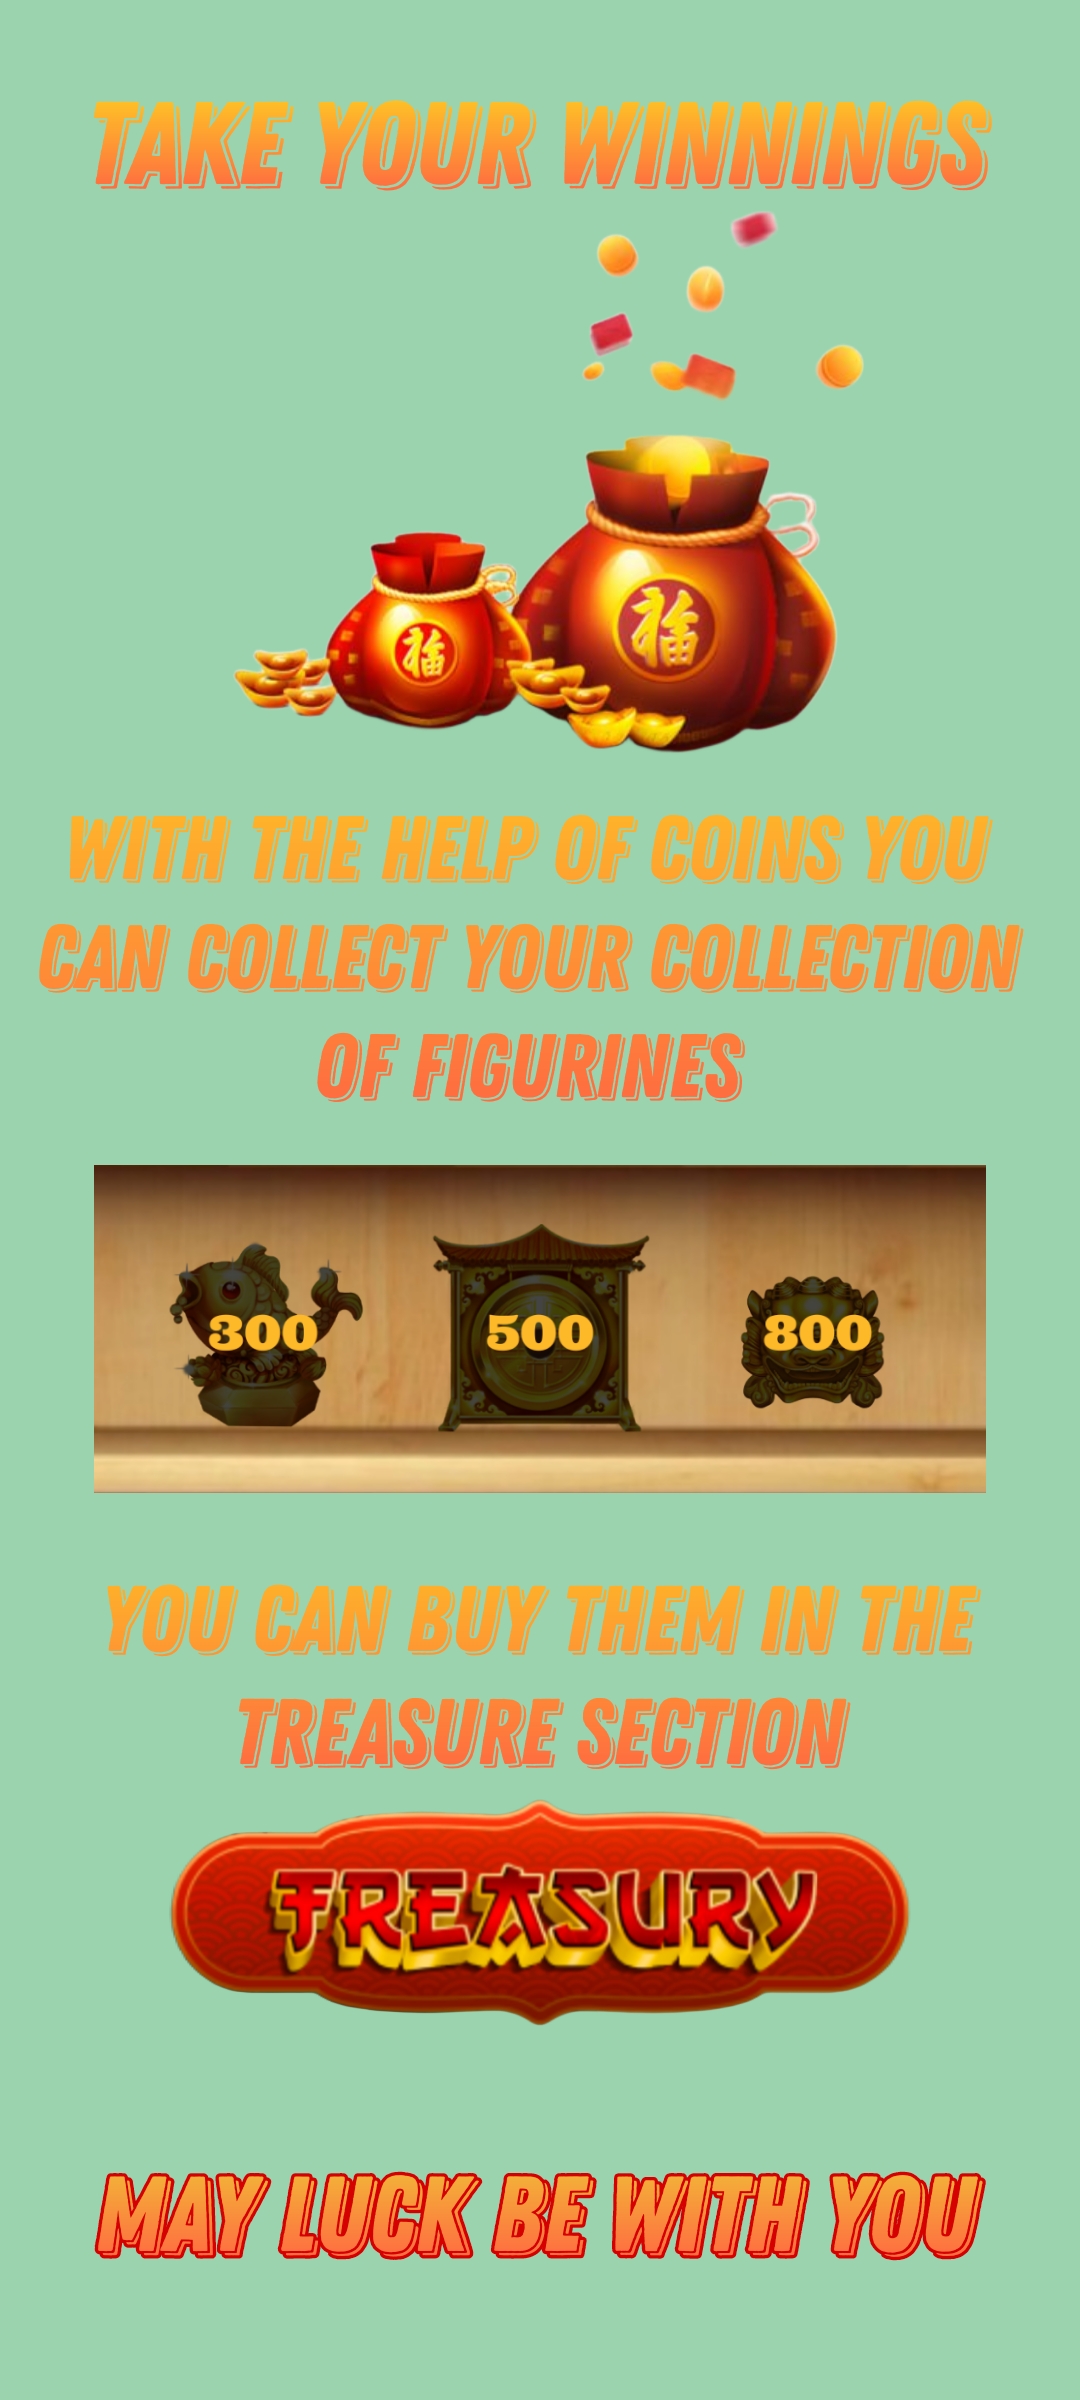 TAKE YOUR WINNINGS
福
福
WITH THE HELP OF COINS YOU
CAN COLLECT YOUR COLLECTION
OF FIGURINES
300 500 800
YOU CAN BUY THEM IN THE
TREASURE SECTION
TREASURY
MAY LUCK BE WITH YOU